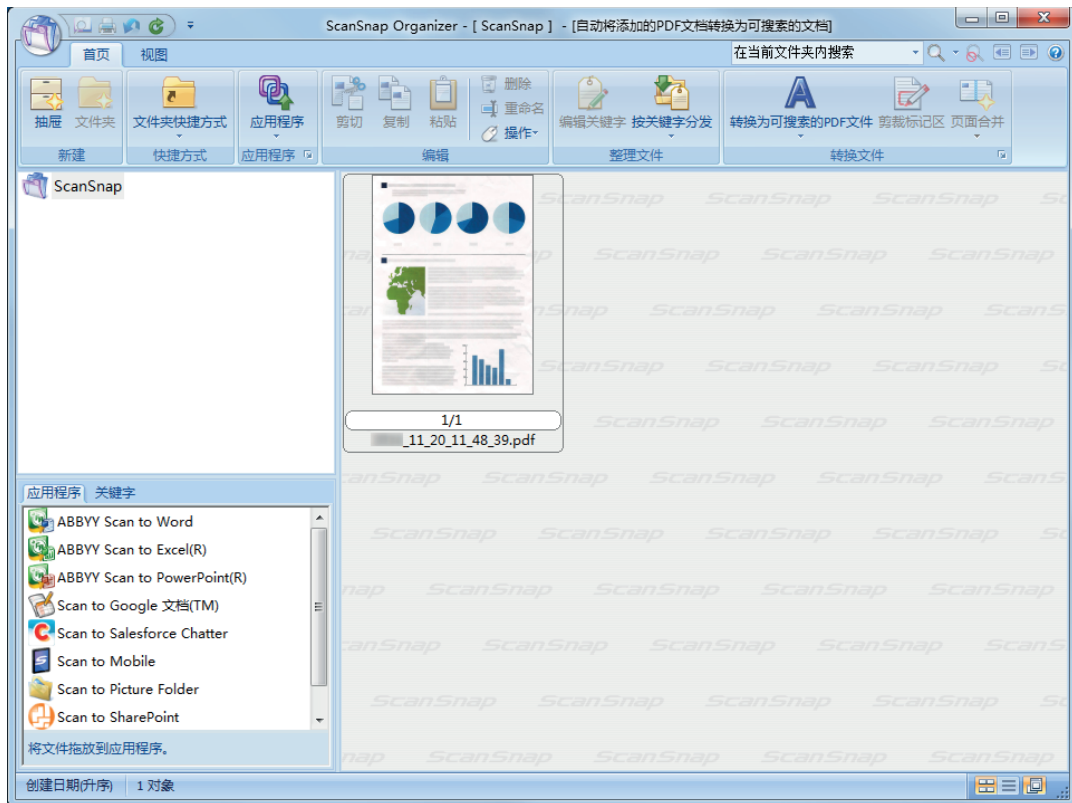 ScanSnap Organizer - [ ScanSnap ] - [自动将添加的PDF文档转换为可搜索的文档]
首页 视图
在当前文件夹内搜索
抽屉 文件夹 文件夹快捷方式 应用程序 剪切 复制 粘贴 删除 重命名 操作 编辑关键字 按关键字分发 转换为可搜索的PDF文件 剪裁标记区 页面合并
新建 快捷方式 应用程序 编辑 整理文件 转换文件
ScanSnap
1/1
_11_20_11_48_39.pdf
应用程序 关键字
ABBYY Scan to Word
ABBYY Scan to Excel(R)
ABBYY Scan to PowerPoint(R)
Scan to Google 文档(TM)
Scan to Salesforce Chatter
Scan to Mobile
Scan to Picture Folder
Scan to SharePoint
将文件拖放到应用程序。
创建日期(升序) 1 对象